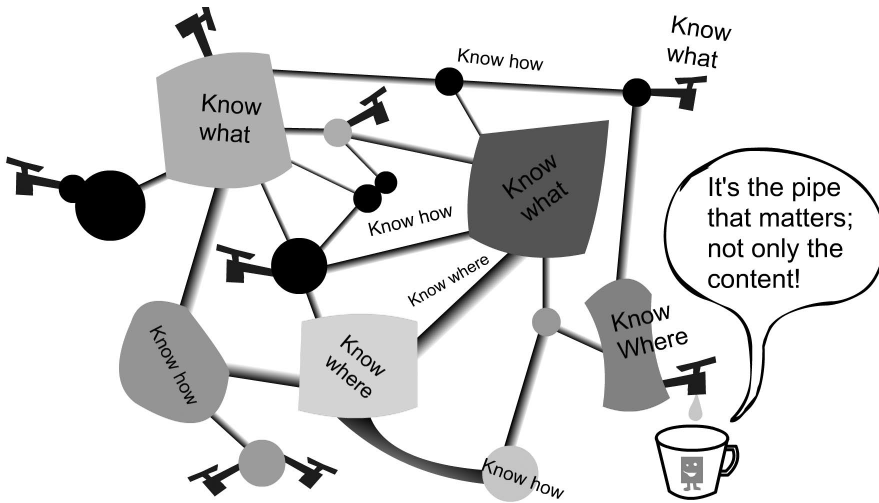 Know
what
Know how
Know
what
Know
what
Know how
Know where
It's the pipe
that matters;
not only the
content!
Know
Where
Know how
Know
where
Know how